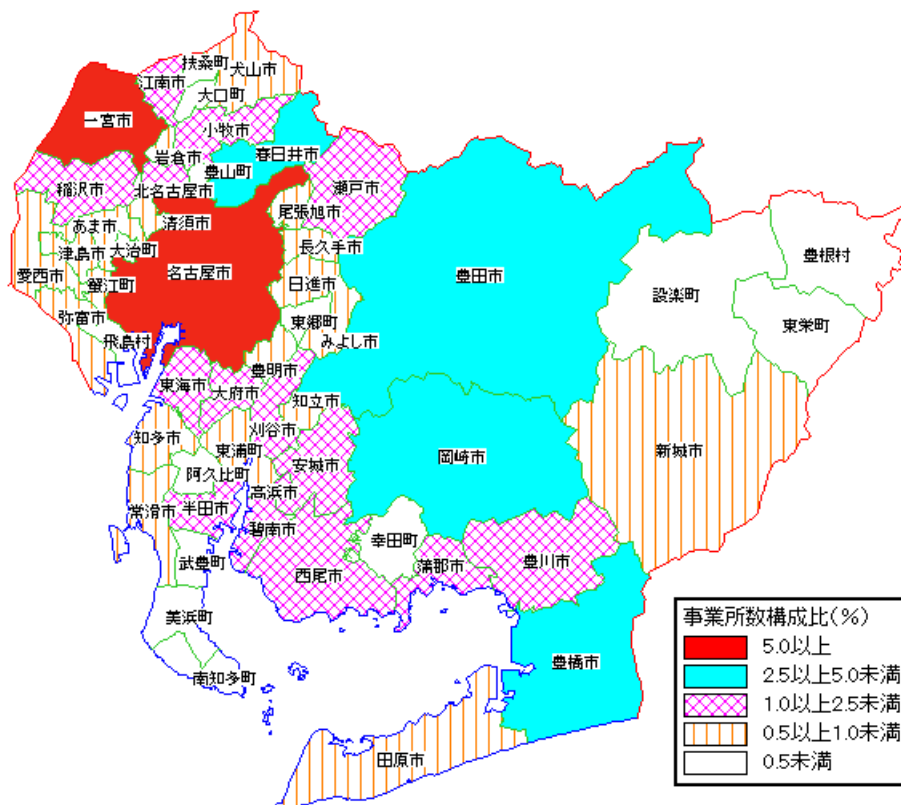 扶桑町
犬山市
江南市
大口町
一宮市
小牧市
岩倉市
春日井市
豊山町
稲沢市
北名古屋市
瀬戸市
尾張旭市
あま市
清須市
津島市
大治町
長久手市
愛西市
蟹江町
名古屋市
日進市
豊田市
豊根村
設楽町
東栄町
弥富市
飛島村
東郷町
みよし市
東海市
大府市
豊明市
知立市
知多市
東浦町
刈谷市
安城市
岡崎市
新城市
阿久比町
高浜市
常滑市
半田市
碧南市
幸田町
武豊町
西尾市
蒲郡市
豊川市
美浜町
南知多町
豊橋市
田原市
事業所数構成比(%)
5.0以上
2.5以上5.0未満
1.0以上2.5未満
0.5以上1.0未満
0.5未満